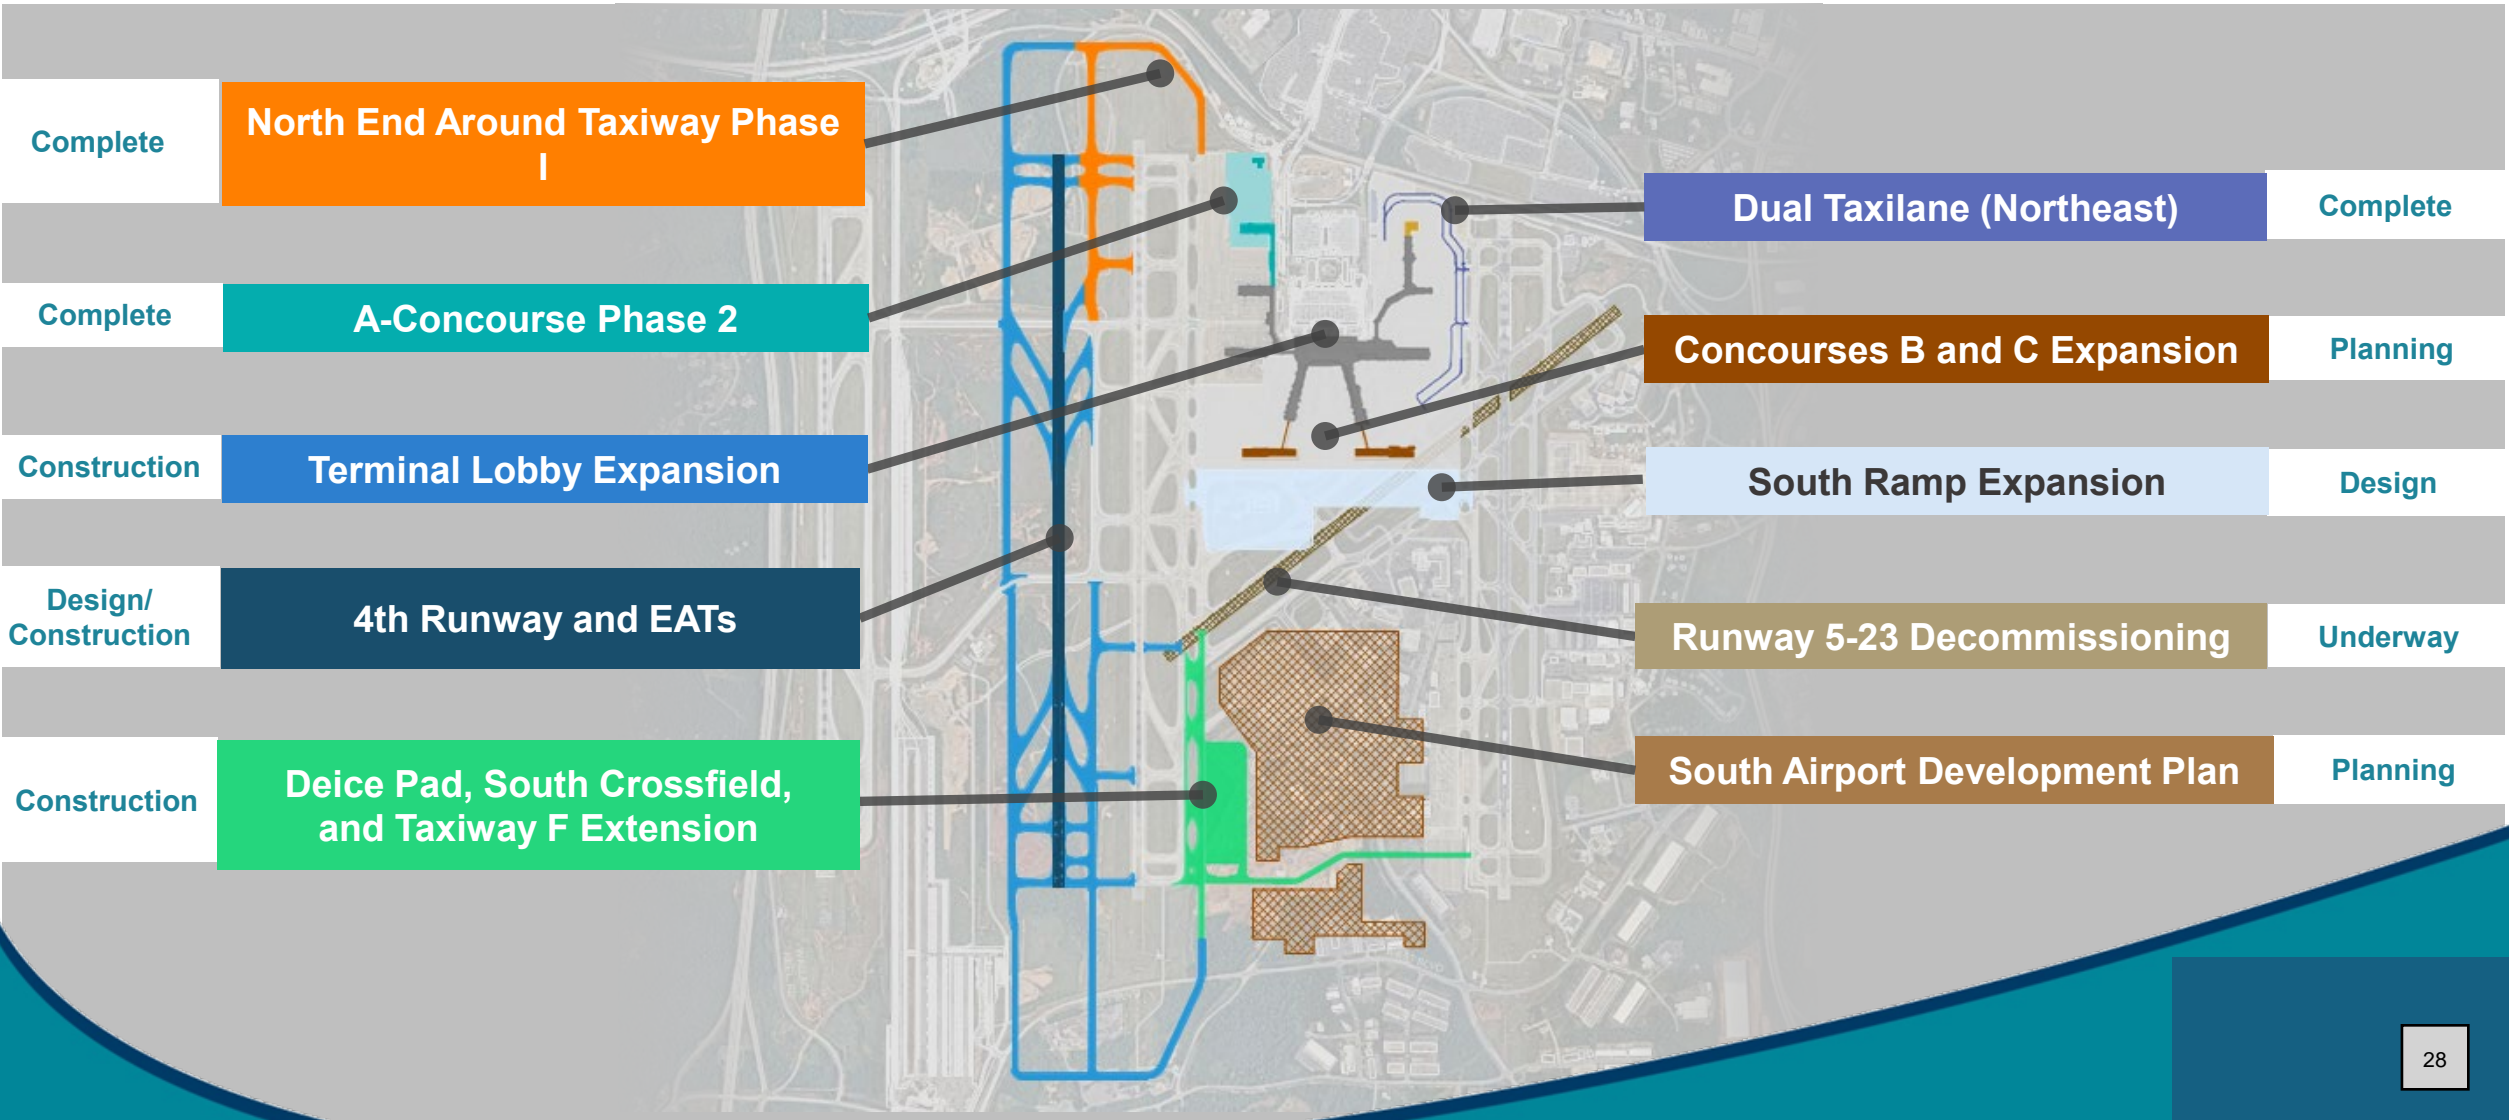 Complete
North End Around Taxiway Phase
I
Complete
A-Concourse Phase 2
Construction
Terminal Lobby Expansion
Design/
Construction
4th Runway and EATs
Construction
Deice Pad, South Crossfield,
and Taxiway F Extension
Dual Taxilane (Northeast)
Complete
Concourses B and C Expansion
Planning
South Ramp Expansion
Design
Runway 5-23 Decommissioning
Underway
South Airport Development Plan
Planning
28